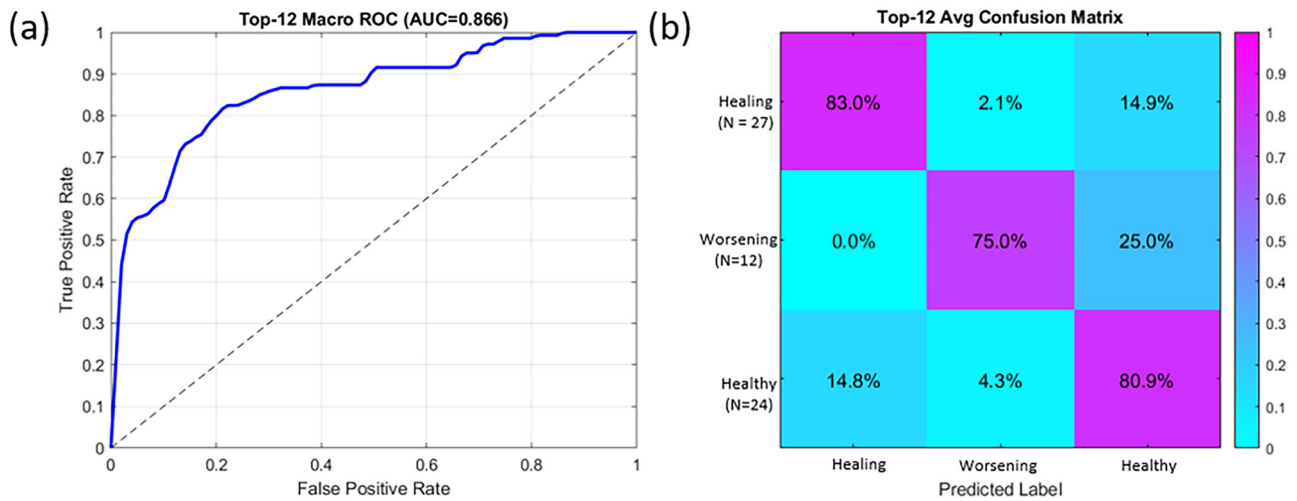 (a)
Top-12 Macro ROC (AUC=0.866)
True Positive Rate
1
0.9
0.8
0.7
0.6
0.5
0.4
0.3
0.2
0.1
0
0 0.2 0.4 0.6 0.8 1
False Positive Rate
(b)
Top-12 Avg Confusion Matrix
Healing
(N = 27)
83.0% 2.1% 14.9%
Worsening
(N=12)
0.0% 75.0% 25.0%
Healthy
(N=24)
14.8% 4.3% 80.9%
Healing Worsening Healthy
Predicted Label
1
0.9
0.8
0.7
0.6
0.5
0.4
0.3
0.2
0.1
0